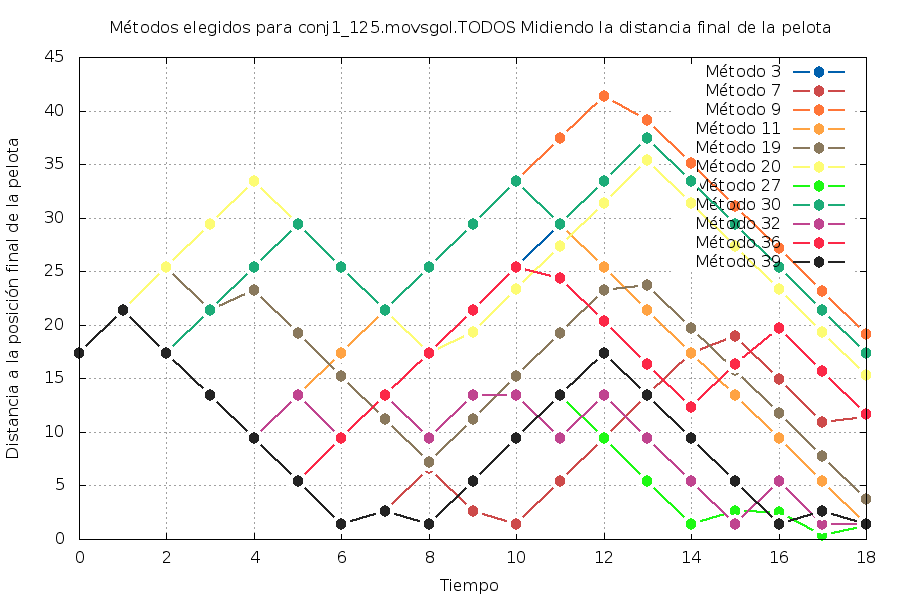 Métodos elegidos para conj1_125.movsgol.TODOS Midiendo la distancia final de la pelota
Distancia a la posición final de la pelota
45
40
35
30
25
20
15
10
5
0
Método 3
Método 7
Método 9
Método 11
Método 19
Método 20
Método 27
Método 30
Método 32
Método 36
Método 39
0 2 4 6 8 10 12 14 16 18
Tiempo